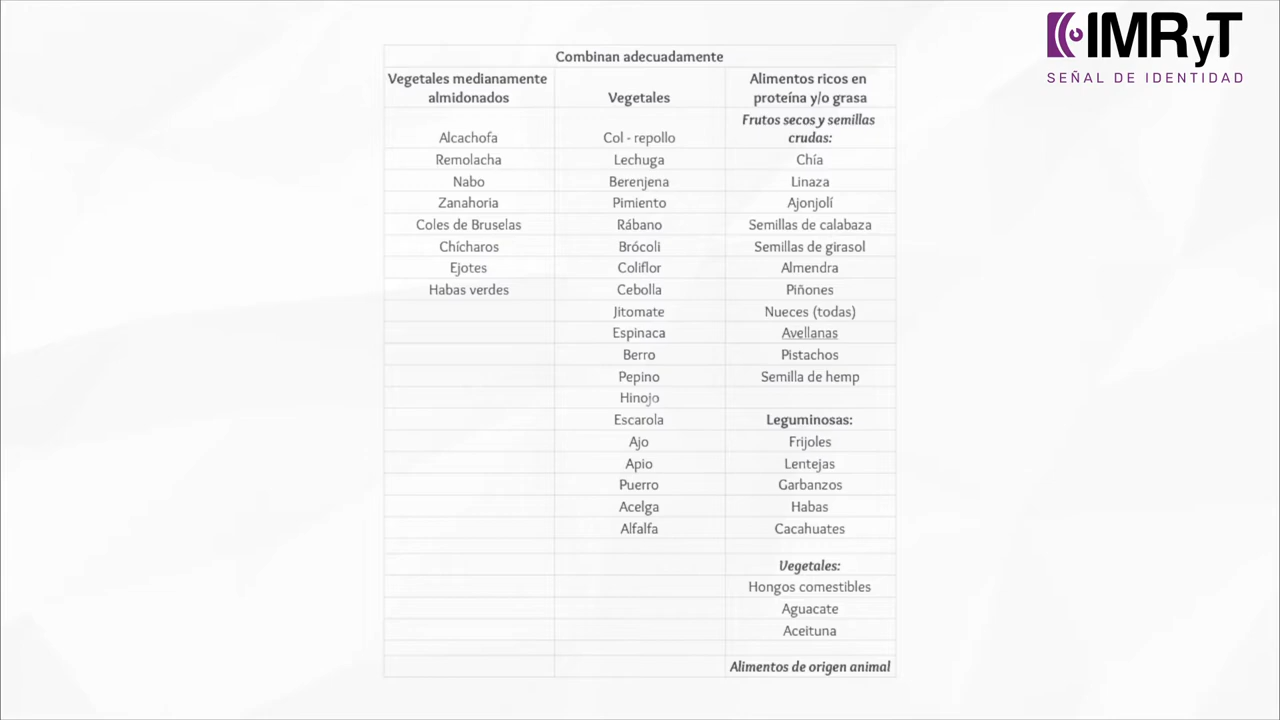 IMRyT
SEÑAL DE IDENTIDAD
Combinan adecuadamente
Vegetales medianamente
almidonados
Vegetales
Alimentos ricos en
proteína y/o grasa
Frutos secos y semillas
crudas:
Alcachofa
Col - repollo
Remolacha
Lechuga
Chía
Nabo
Berenjena
Linaza
Zanahoria
Pimiento
Ajonjolí
Coles de Bruselas
Rábano
Semillas de calabaza
Chícharos
Brócoli
Semillas de girasol
Ejotes
Coliflor
Almendra
Habas verdes
Cebolla
Piñones
Jitomate
Nueces (todas)
Espinaca
Avellanas
Berro
Pistachos
Pepino
Semilla de hemp
Hinojo
Escarola
Leguminosas:
Ajo
Frijoles
Apio
Lentejas
Puerro
Garbanzos
Acelga
Habas
Alfalfa
Cacahuates
Vegetales:
Hongos comestibles
Aguacate
Aceituna
Alimentos de origen animal